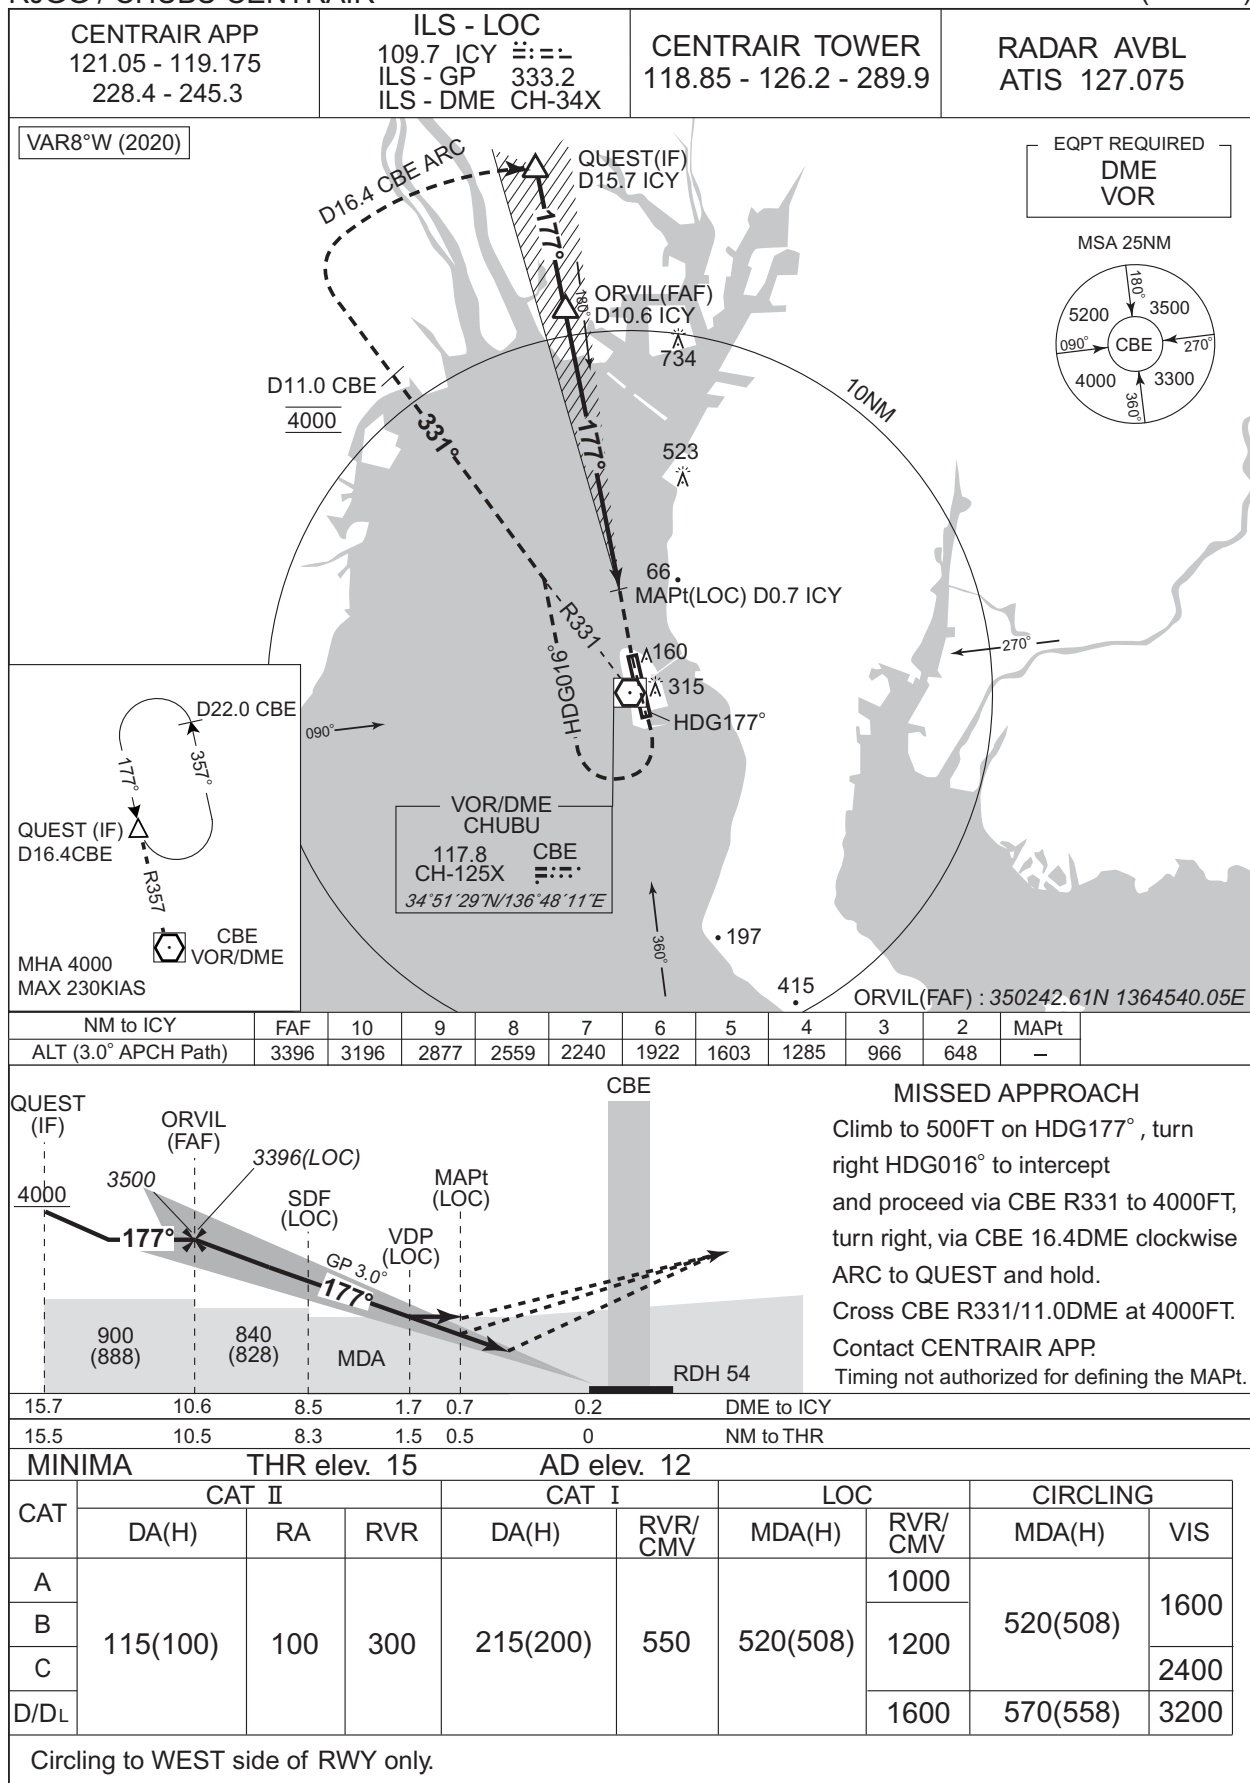 CENTRAIR APP
121.05 - 119.175
228.4 - 245.3
ILS - LOC
109.7 ICY
ILS - GP 333.2
ILS - DME CH-34X
CENTRAIR TOWER
118.85 - 126.2 - 289.9
RADAR AVBL
ATIS 127.075
VAR8°W (2020)
EQPT REQUIRED
DME
VOR
MSA 25NM
180°
5200
3500
090°
CBE
270°
4000
3300
360°
D16.4 CBE ARC
QUEST(IF)
D15.7 ICY
177°
ORVIL(FAF)
D10.6 ICY
180°
734
D11.0 CBE
4000
331°
177°
10NM
523
66
MAPt(LOC) D0.7 ICY
R331
HDG016°
160
315
HDG177°
270°
090°
D22.0 CBE
177°
357°
QUEST (IF)
D16.4CBE
R357
CBE
VOR/DME
MHA 4000
MAX 230KIAS
VOR/DME
CHUBU
117.8 CBE
CH-125X
34°51´29˝N/136°48´11˝E
360°
197
415
ORVIL(FAF) : 350242.61N 1364540.05E
NM to ICY FAF 10 9 8 7 6 5 4 3 2 MAPt
ALT (3.0° APCH Path) 3396 3196 2877 2559 2240 1922 1603 1285 966 648 –
QUEST
(IF)
ORVIL
(FAF)
3396(LOC)
3500
4000
SDF
(LOC)
VDP
(LOC)
MAPt
(LOC)
CBE
177°
GP 3.0°
177°
900
(888)
840
(828)
MDA
RDH 54
MISSED APPROACH
Climb to 500FT on HDG177° , turn
right HDG016° to intercept
and proceed via CBE R331 to 4000FT,
turn right, via CBE 16.4DME clockwise
ARC to QUEST and hold.
Cross CBE R331/11.0DME at 4000FT.
Contact CENTRAIR APP.
Timing not authorized for defining the MAPt.
15.7 10.6 8.5 1.7 0.7 0.2 DME to ICY
15.5 10.5 8.3 1.5 0.5 0 NM to THR
MINIMA THR elev. 15 AD elev. 12
CAT CAT Ⅱ CAT Ⅰ LOC CIRCLING
DA(H) RA RVR DA(H) RVR/CMV MDA(H) RVR/CMV MDA(H) VIS
A 1000
B 115(100) 100 300 215(200) 550 520(508) 1200 520(508) 1600
C 2400
D/DL 1600 570(558) 3200
Circling to WEST side of RWY only.